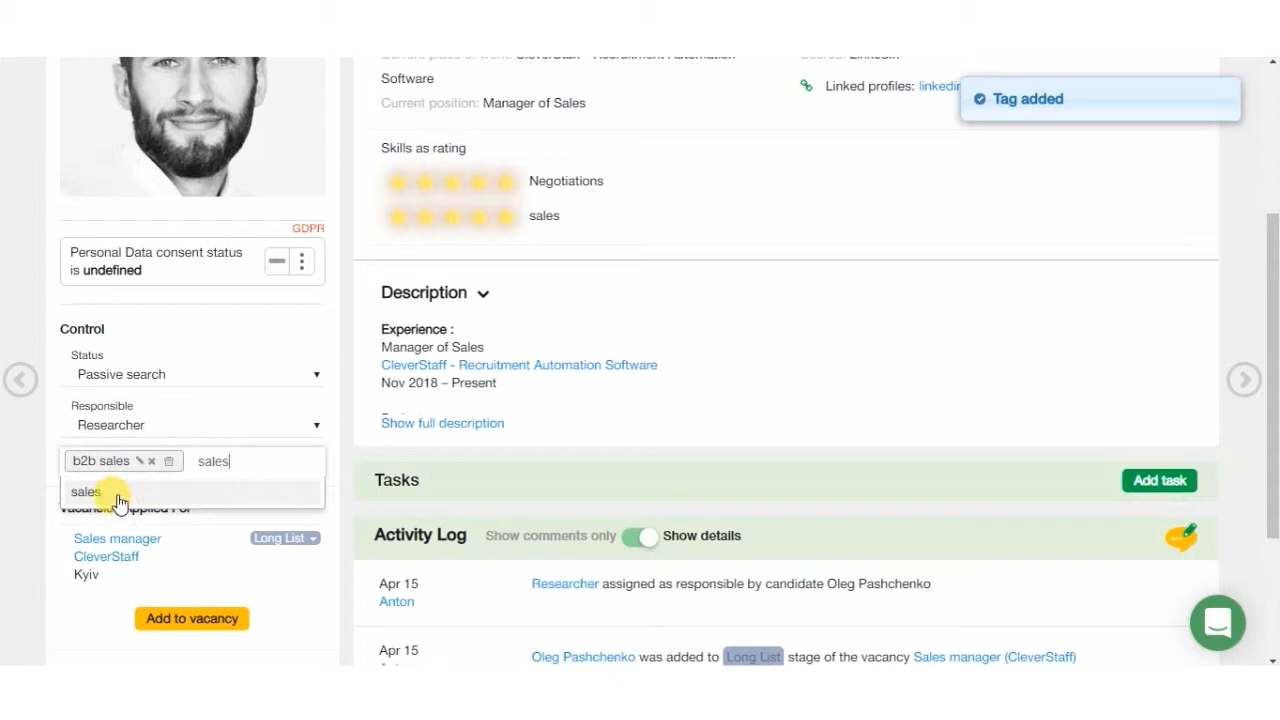 Software
Current position: Manager of Sales
Linked profiles: linkedin
Tag added
Skills as rating
Negotiations
sales
GDPR
Personal Data consent status
is undefined
Control
Status
Passive search
Responsible
Researcher
b2b sales
sales
sales
Sales manager
Long List
CleverStaff
Kyiv
Add to vacancy
Description
Experience :
Manager of Sales
CleverStaff - Recruitment Automation Software
Nov 2018 – Present
Show full description
Tasks
Add task
Activity Log
Show comments only
Show details
Apr 15
Researcher assigned as responsible by candidate Oleg Pashchenko
Anton
Apr 15
Oleg Pashchenko was added to Long List stage of the vacancy Sales manager (CleverStaff)